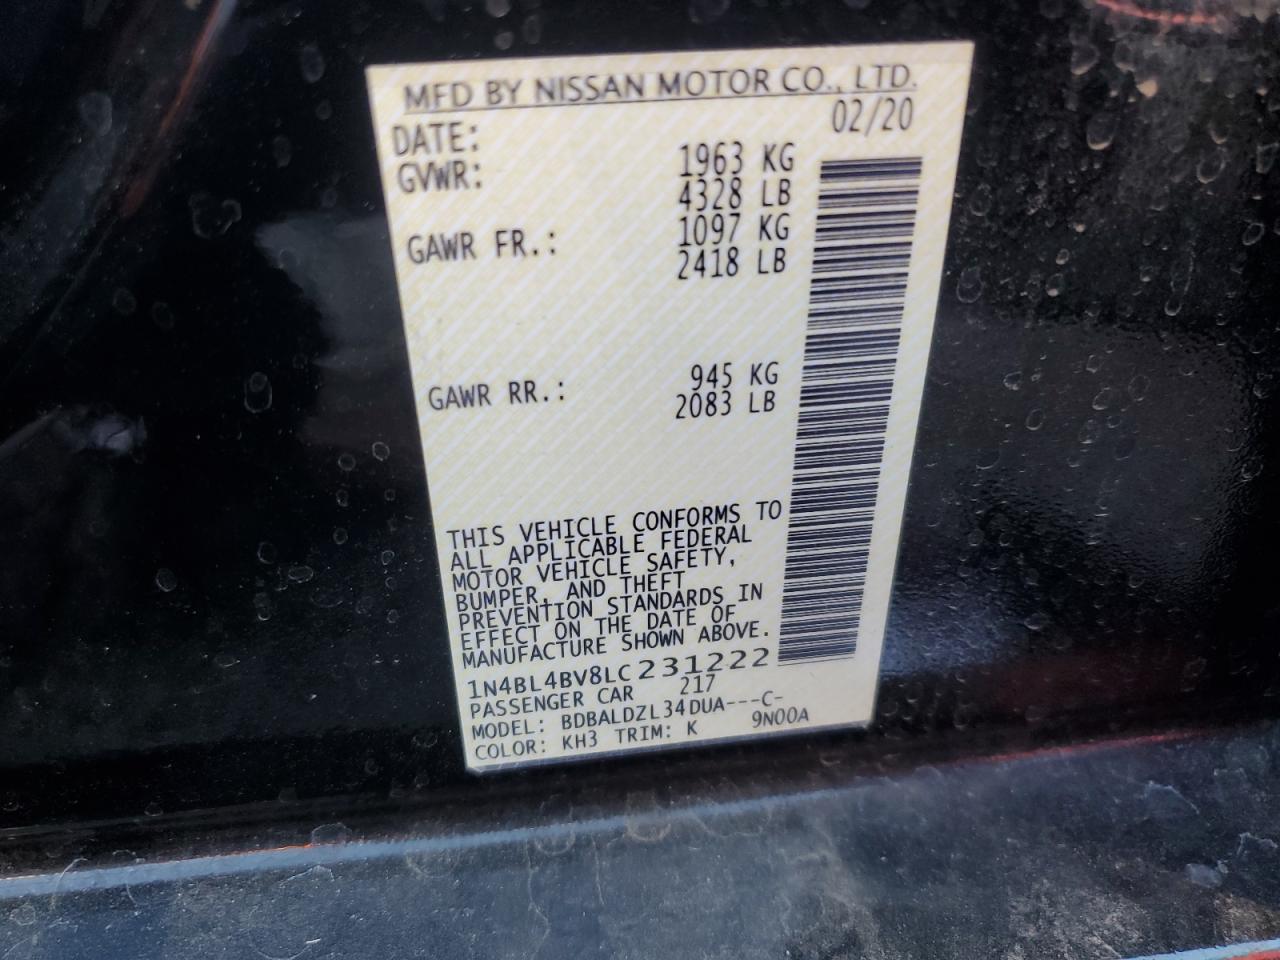 MFD BY NISSAN MOTOR CO., LTD.
DATE: 02/20
GVWR: 1963 KG
4328 LB
GAWR FR.: 1097 KG
2418 LB
GAWR RR.: 945 KG
2083 LB
THIS VEHICLE CONFORMS TO
ALL APPLICABLE FEDERAL
MOTOR VEHICLE SAFETY,
BUMPER, AND THEFT
PREVENTION STANDARDS IN
EFFECT ON THE DATE OF
MANUFACTURE SHOWN ABOVE.
1N4BL4BV8LC231222
PASSENGER CAR 217
MODEL: BDBALDZL34DUA---C-
COLOR: KH3 TRIM: K 9N00A